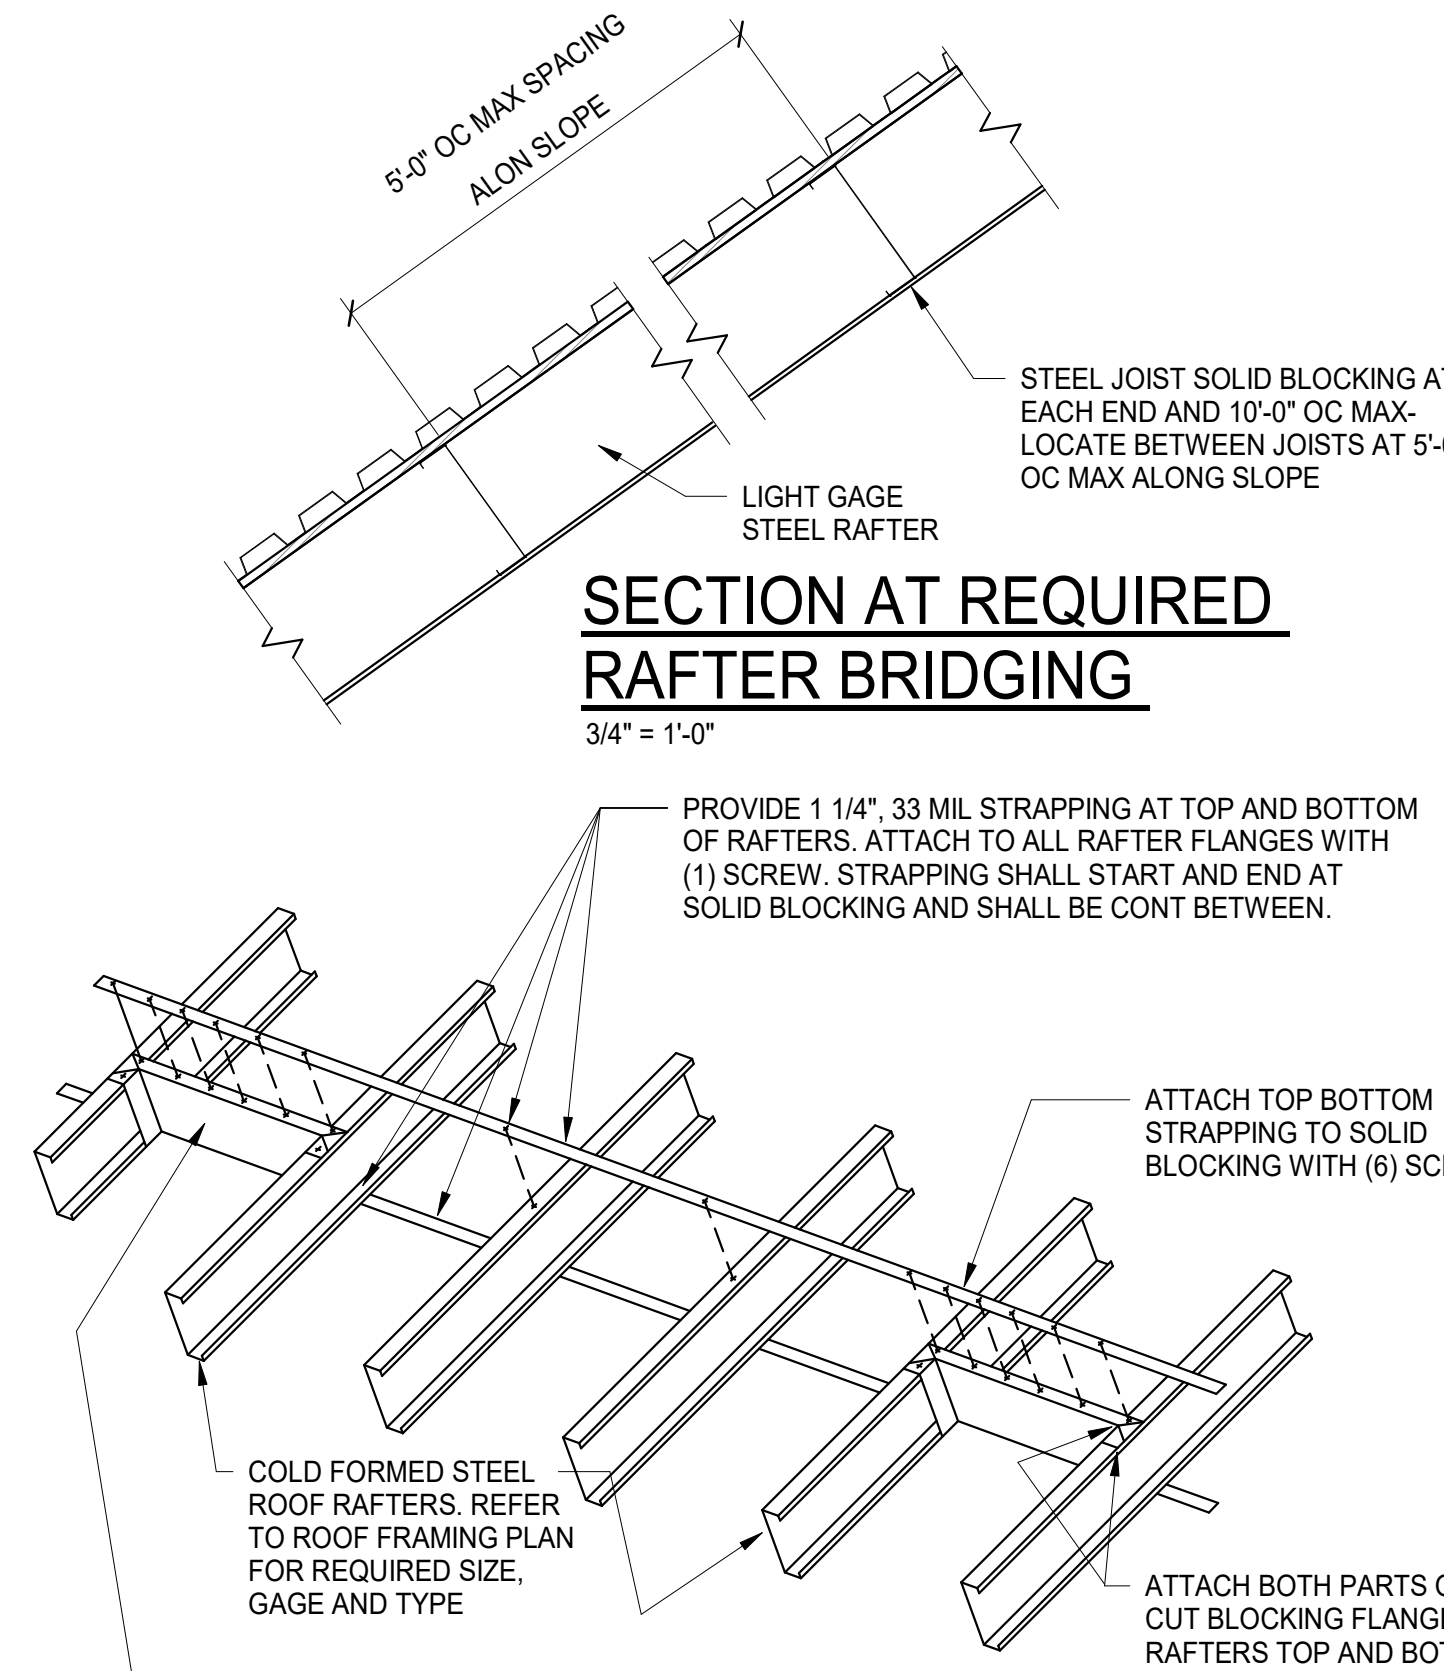 5'-0" OC MAX SPACING
ALON SLOPE
STEEL JOIST SOLID BLOCKING AT
EACH END AND 10'-0" OC MAX-
LOCATE BETWEEN JOISTS AT 5'-0
OC MAX ALONG SLOPE
LIGHT GAGE
STEEL RAFTER
SECTION AT REQUIRED
RAFTER BRIDGING
3/4" = 1'-0"
PROVIDE 1 1/4", 33 MIL STRAPPING AT TOP AND BOTTOM
OF RAFTERS. ATTACH TO ALL RAFTER FLANGES WITH
(1) SCREW. STRAPPING SHALL START AND END AT
SOLID BLOCKING AND SHALL BE CONT BETWEEN.
ATTACH TOP BOTTOM
STRAPPING TO SOLID
BLOCKING WITH (6)
COLD FORMED STEEL
ROOF RAFTERS. REFER
TO ROOF FRAMING PLAN
FOR REQUIRED SIZE,
GAGE AND TYPE
ATTACH BOTH PARTS
CUT BLOCKING
RAFTERS TOP AND